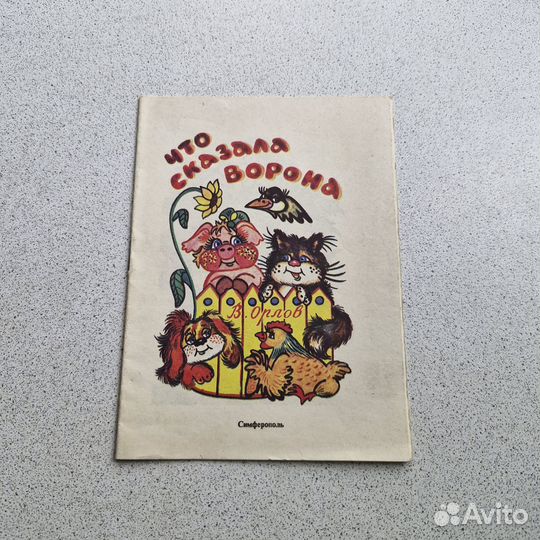 что
сказала
ворона
В. Орлов
Симферополь
Avito